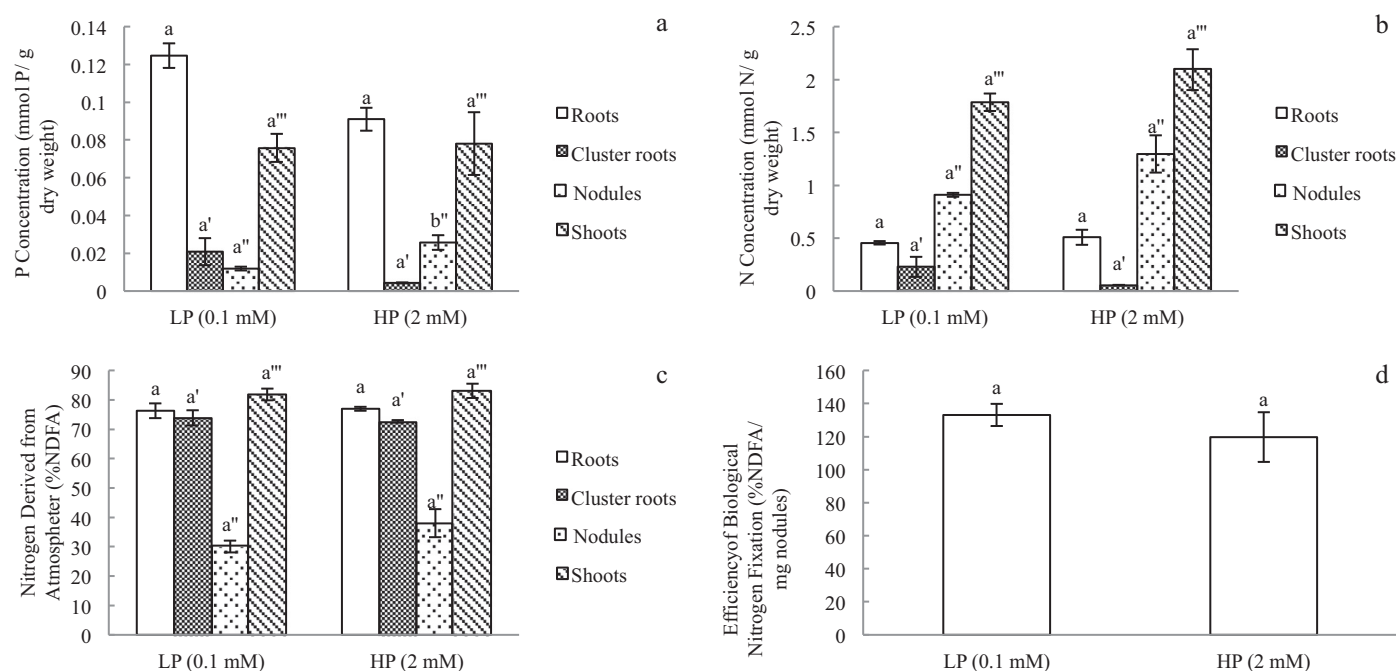 a
P Concentration (mmol P/ g
dry weight)
0.14
0.12
0.1
0.08
0.06
0.04
0.02
0
a
a'
a"
a'"
a
a'
b"
a'"
LP (0.1 mM)
HP (2 mM)
Roots
Cluster roots
Nodules
Shoots
b
N Concentration (mmol N/ g
dry weight)
2.5
2
1.5
1
0.5
0
a
a'
a"
a'"
a
a'
a"
a'"
LP (0.1 mM)
HP (2 mM)
Roots
Cluster roots
Nodules
Shoots
c
Nitrogen Derived from
Atmospheter (%NDFA)
90
80
70
60
50
40
30
20
10
0
a
a'
a"
a'"
a
a'
a"
a'"
LP (0.1 mM)
HP (2 mM)
Roots
Cluster roots
Nodules
Shoots
d
Efficiencyof Biological
Nitrogen Fixation (%NDFA/
mg nodules)
160
140
120
100
80
60
40
20
0
a
a
LP (0.1 mM)
HP (2 mM)